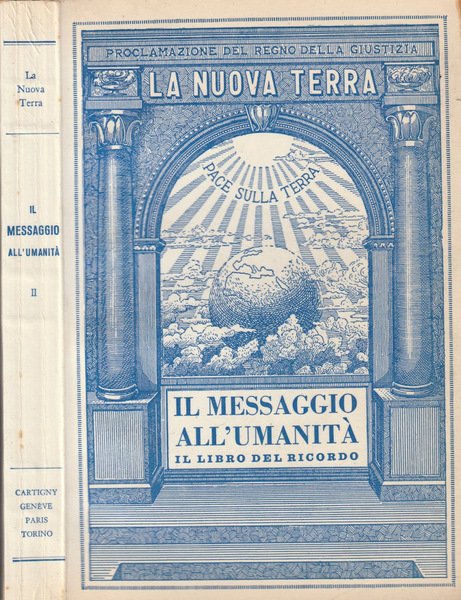 La
Nuova
Terra
IL
MESSAGGIO
ALL'UMANITÀ
II
CARTIGNY
GENÈVE
PARIS
TORINO
PROCLAMAZIONE DEL REGNO DELLA GIUSTIZIA
LA NUOVA TERRA
PACE SULLA TERRA
IL MESSAGGIO
ALL'UMANITÀ
IL LIBRO DEL RICORDO